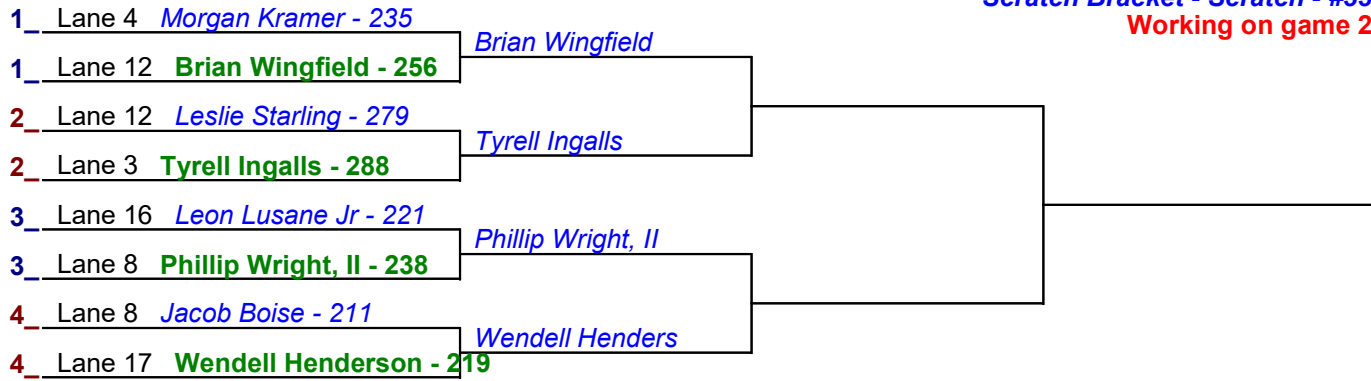 Scratch Bracket - Scratch - #
Working on game 2
1_ Lane 4 Morgan Kramer - 235
Brian Wingfield
1_ Lane 12 Brian Wingfield - 256
2_ Lane 12 Leslie Starling - 279
Tyrell Ingalls
2_ Lane 3 Tyrell Ingalls - 288
3_ Lane 16 Leon Lusane Jr - 221
Phillip Wright, II
3_ Lane 8 Phillip Wright, II - 238
4_ Lane 8 Jacob Boise - 211
Wendell Henders
4_ Lane 17 Wendell Henderson - 219